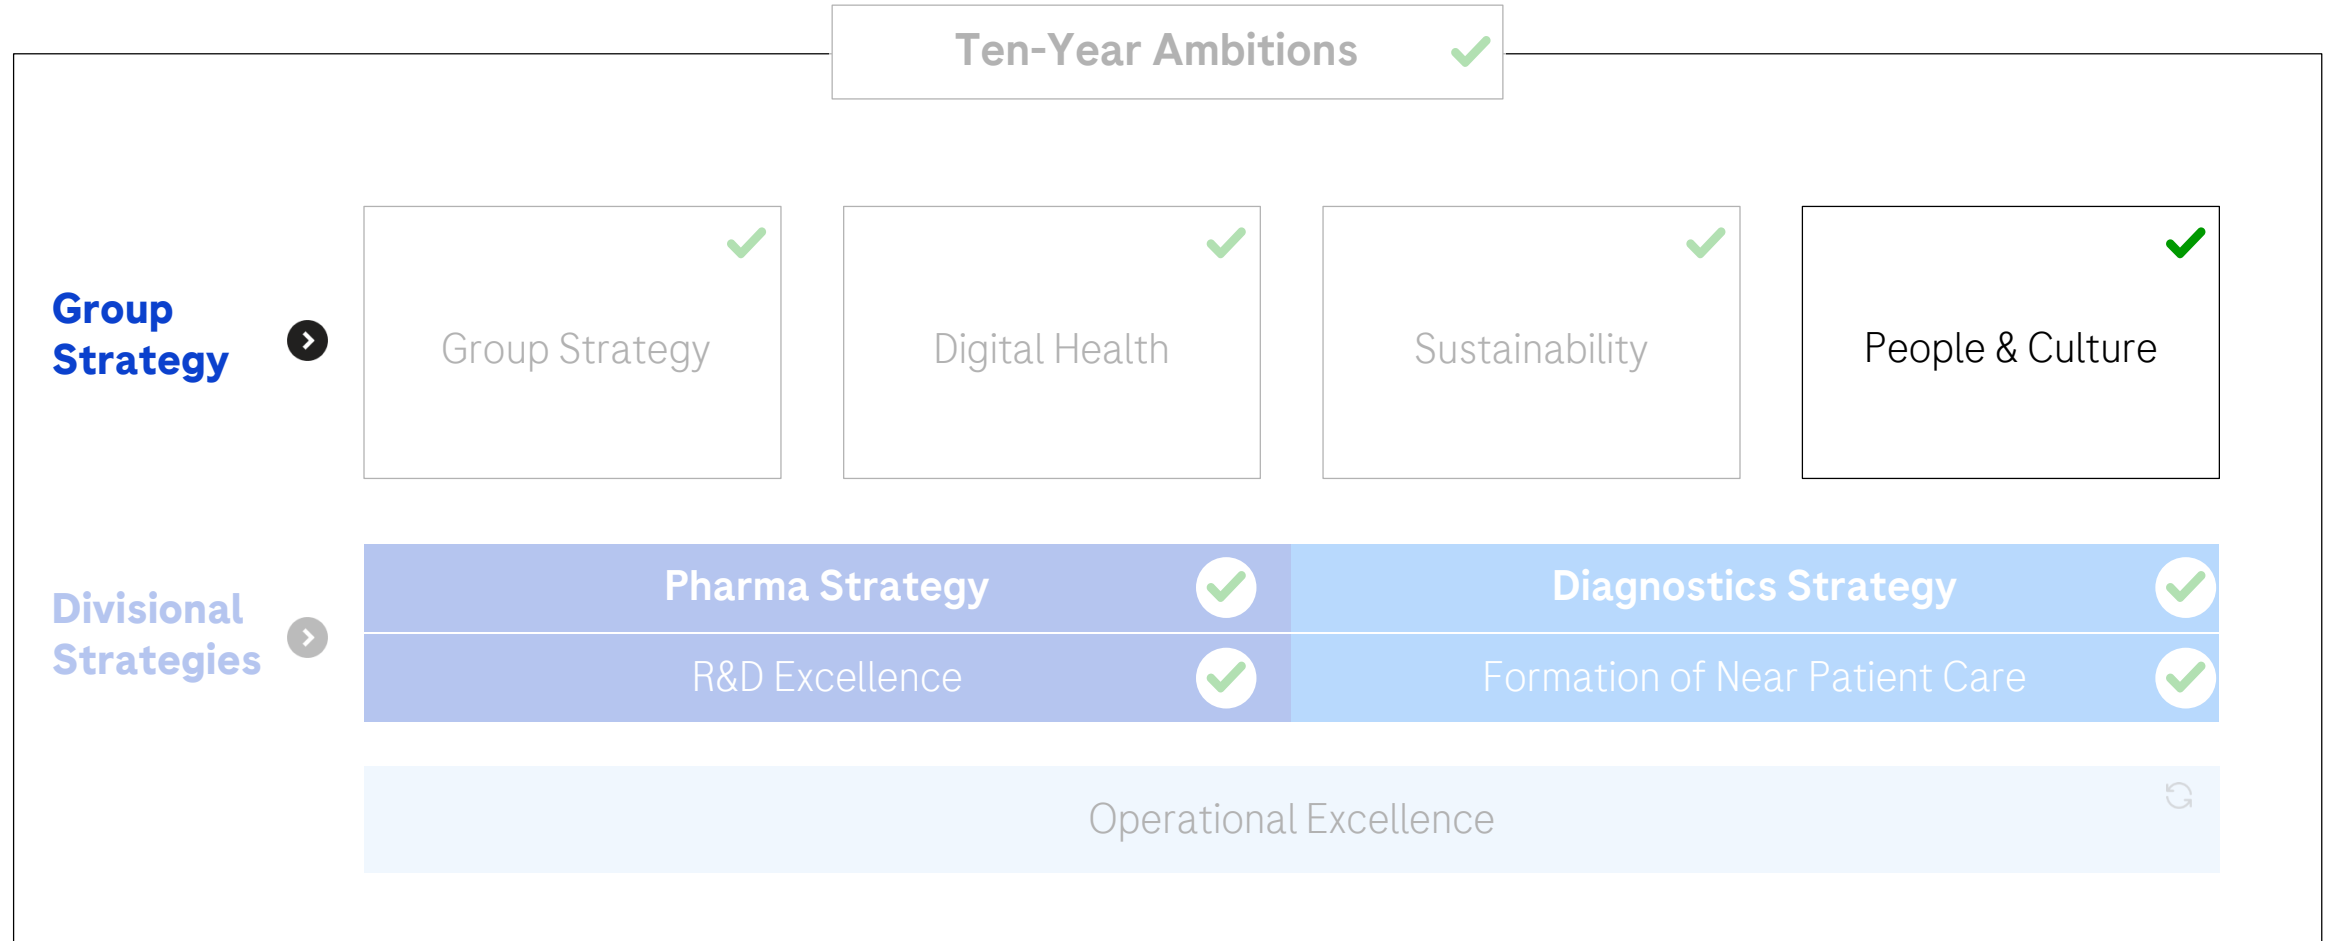 Ten-Year Ambitions
Group
Strategy
Group Strategy
Digital Health
Sustainability
People & Culture
Divisional
Strategies
Pharma Strategy
Diagnostics Strategy
R&D Excellence
Formation of Near Patient Care
Operational Excellence